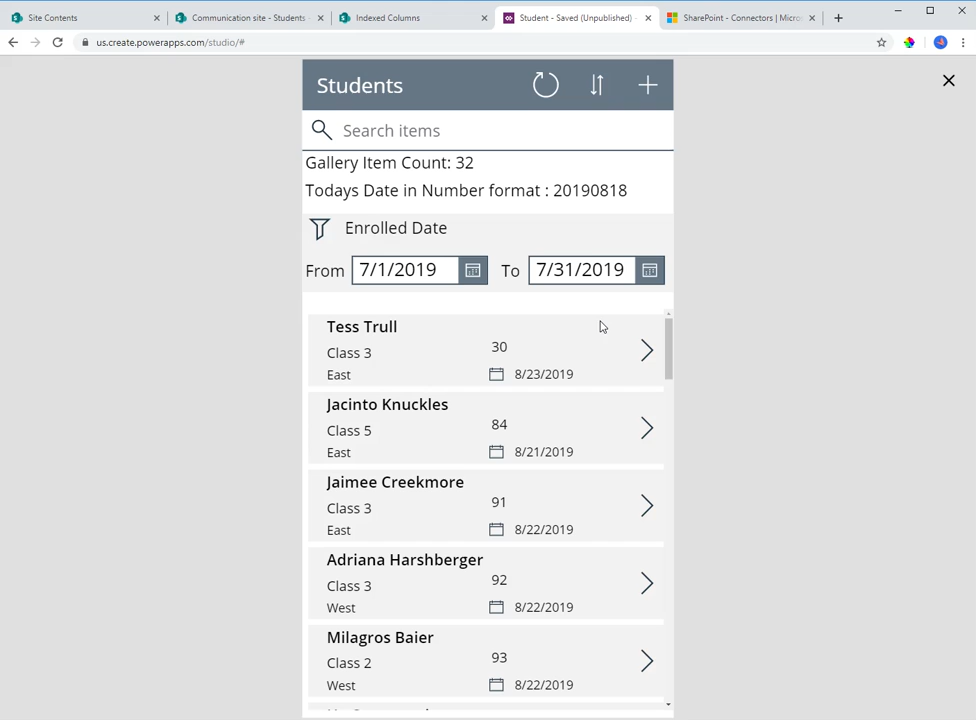 Site Contents
Communication site - Students -
Indexed Columns
Student - Saved (Unpublished) -
SharePoint - Connectors | Micro
us.create.powerapps.com/studio/#
Students
Search items
Gallery Item Count: 32
Todays Date in Number format : 20190818
Enrolled Date
From 7/1/2019 To 7/31/2019
Tess Trull
30
Class 3
East 8/23/2019
Jacinto Knuckles
84
Class 5
East 8/21/2019
Jaimee Creekmore
91
Class 3
East 8/22/2019
Adriana Harshberger
92
Class 3
West 8/22/2019
Milagros Baier
93
Class 2
West 8/22/2019